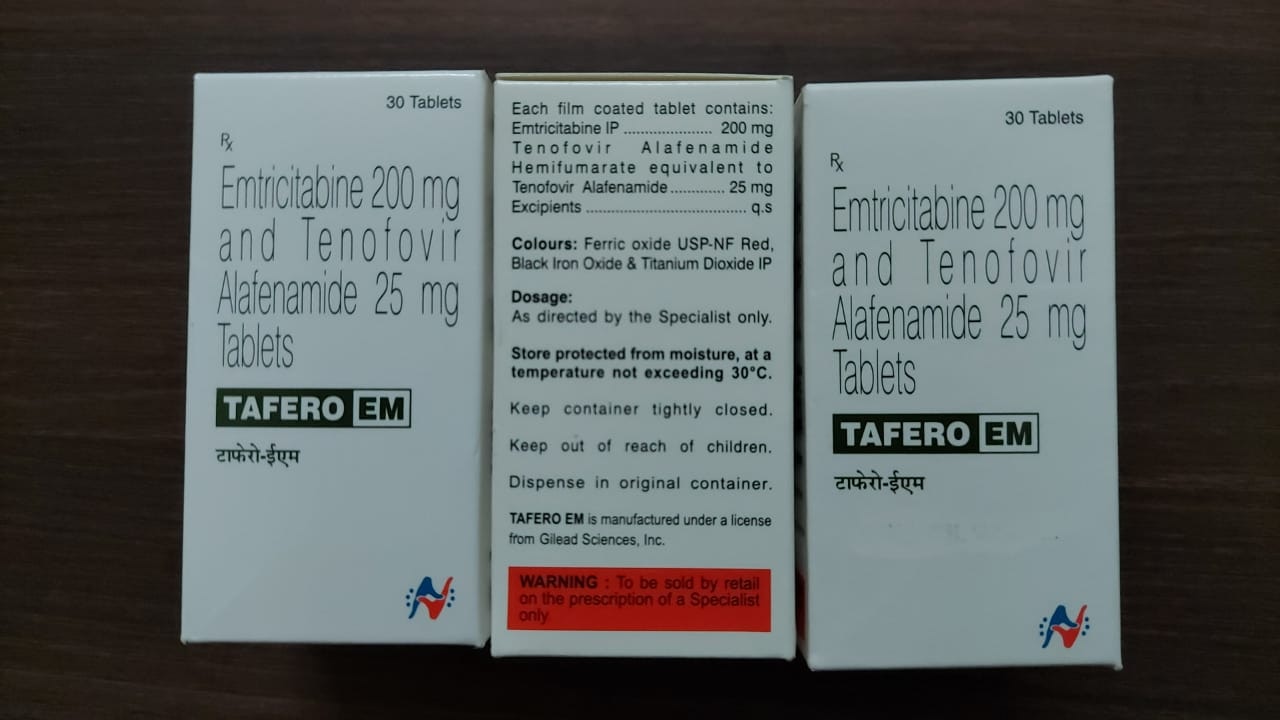 30 Tablets
Rx
Emtricitabine 200 mg
and Tenofovir
Alafenamide 25 mg
Tablets
TAFERO EM
टाफेरो-ईएम
Each film coated tablet contains:
Emtricitabine IP ..................... 200 mg
Tenofovir Alafenamide
Hemifumarate equivalent to
Tenofovir Alafenamide ............ 25 mg
Excipients ...................................... q.s
Colours: Ferric oxide USP-NF Red,
Black Iron Oxide & Titanium Dioxide IP
Dosage:
As directed by the Specialist only.
Store protected from moisture, at a
temperature not exceeding 30°C.
Keep container tightly closed.
Keep out of reach of children.
Dispense in original container.
TAFERO EM is manufactured under a license
from Gilead Sciences, Inc.
WARNING : To be sold by retail
on the prescription of a Specialist
only
30 Tablets
Rx
Emtricitabine 200 mg
and Tenofovir
Alafenamide 25 mg
Tablets
TAFERO EM
टाफेरो-ईएम